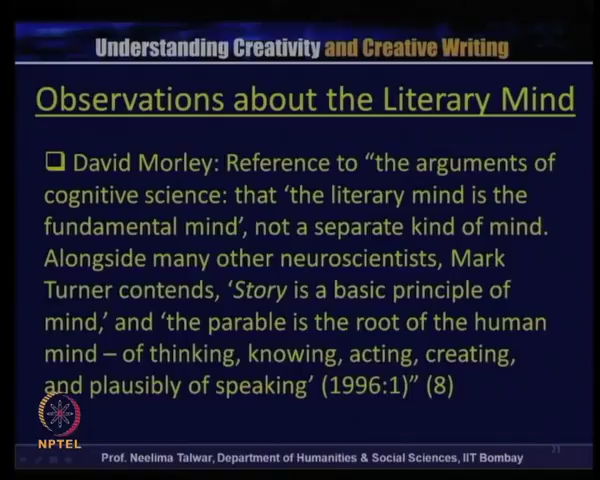 Understanding Creativity and Creative Writing
Observations about the Literary Mind
❑ David Morley: Reference to “the arguments of
cognitive science: that ‘the literary mind is the
fundamental mind’, not a separate kind of mind.
Alongside many other neuroscientists, Mark
Turner contends, ‘Story is a basic principle of
mind,’ and ‘the parable is the root of the human
mind – of thinking, knowing, acting, creating,
and plausibly of speaking’ (1996:1)” (8)
NPTEL
Prof. Neelima Talwar, Department of Humanities & Social Sciences, IIT Bombay